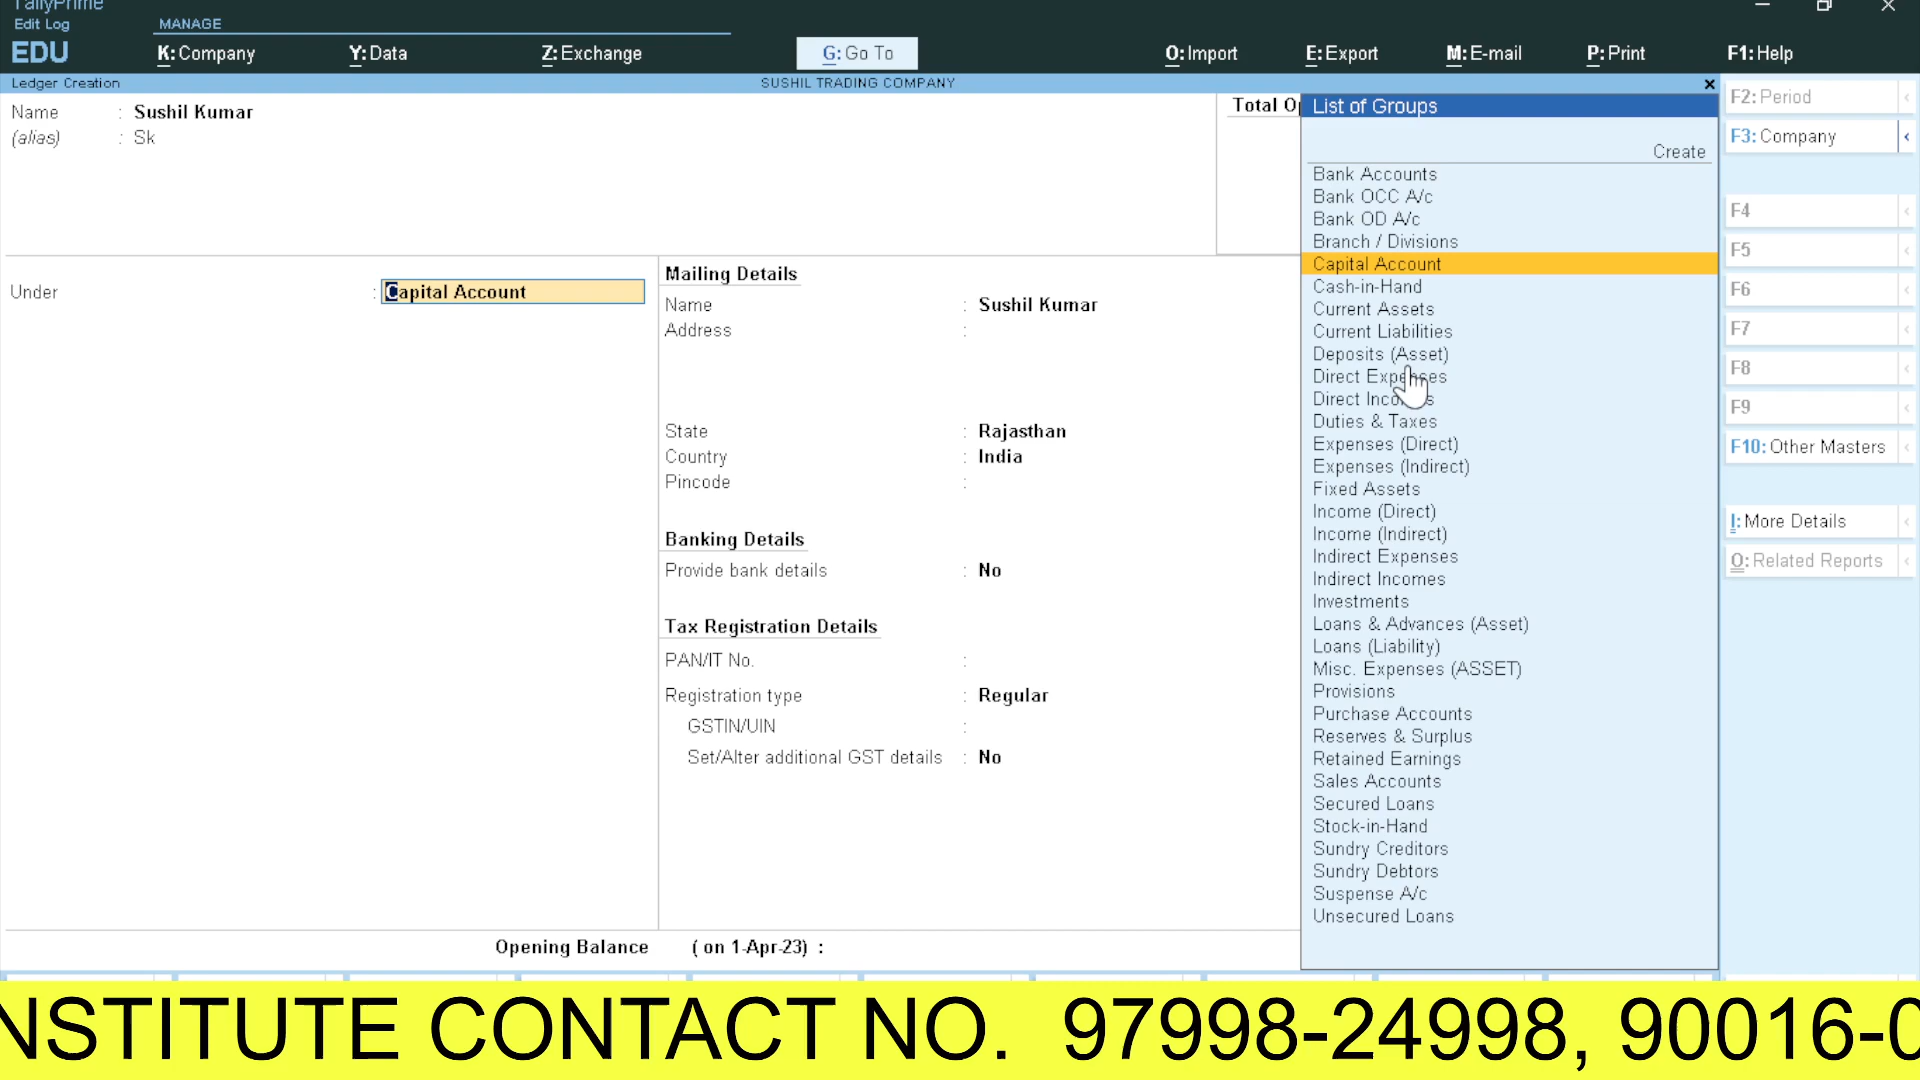 TallyPrime
Edit Log
EDU
MANAGE
K: Company
Y: Data
Z: Exchange
G: Go To
O: Import
E: Export
M: E-mail
P: Print
F1: Help
Ledger Creation
SUSHIL TRADING COMPANY
Name : Sushil Kumar
(alias) : Sk
Total Op
Under : Capital Account
Mailing Details
Name : Sushil Kumar
Address :
State : Rajasthan
Country : India
Pincode :
Banking Details
Provide bank details : No
Tax Registration Details
PAN/IT No. :
Registration type : Regular
GSTIN/UIN :
Set/Alter additional GST details : No
Opening Balance ( on 1-Apr-23) :
List of Groups
Create
Bank Accounts
Bank OCC A/c
Bank OD A/c
Branch / Divisions
Capital Account
Cash-in-Hand
Current Assets
Current Liabilities
Deposits (Asset)
Direct Expenses
Direct Incomes
Duties & Taxes
Expenses (Direct)
Expenses (Indirect)
Fixed Assets
Income (Direct)
Income (Indirect)
Indirect Expenses
Indirect Incomes
Investments
Loans & Advances (Asset)
Loans (Liability)
Misc. Expenses (ASSET)
Provisions
Purchase Accounts
Reserves & Surplus
Retained Earnings
Sales Accounts
Secured Loans
Stock-in-Hand
Sundry Creditors
Sundry Debtors
Suspense A/c
Unsecured Loans
F2: Period
F3: Company
F4
F5
F6
F7
F8
F9
F10: Other Masters
I: More Details
O: Related Reports
NSTITUTE CONTACT NO. 97998-24998, 90016-0